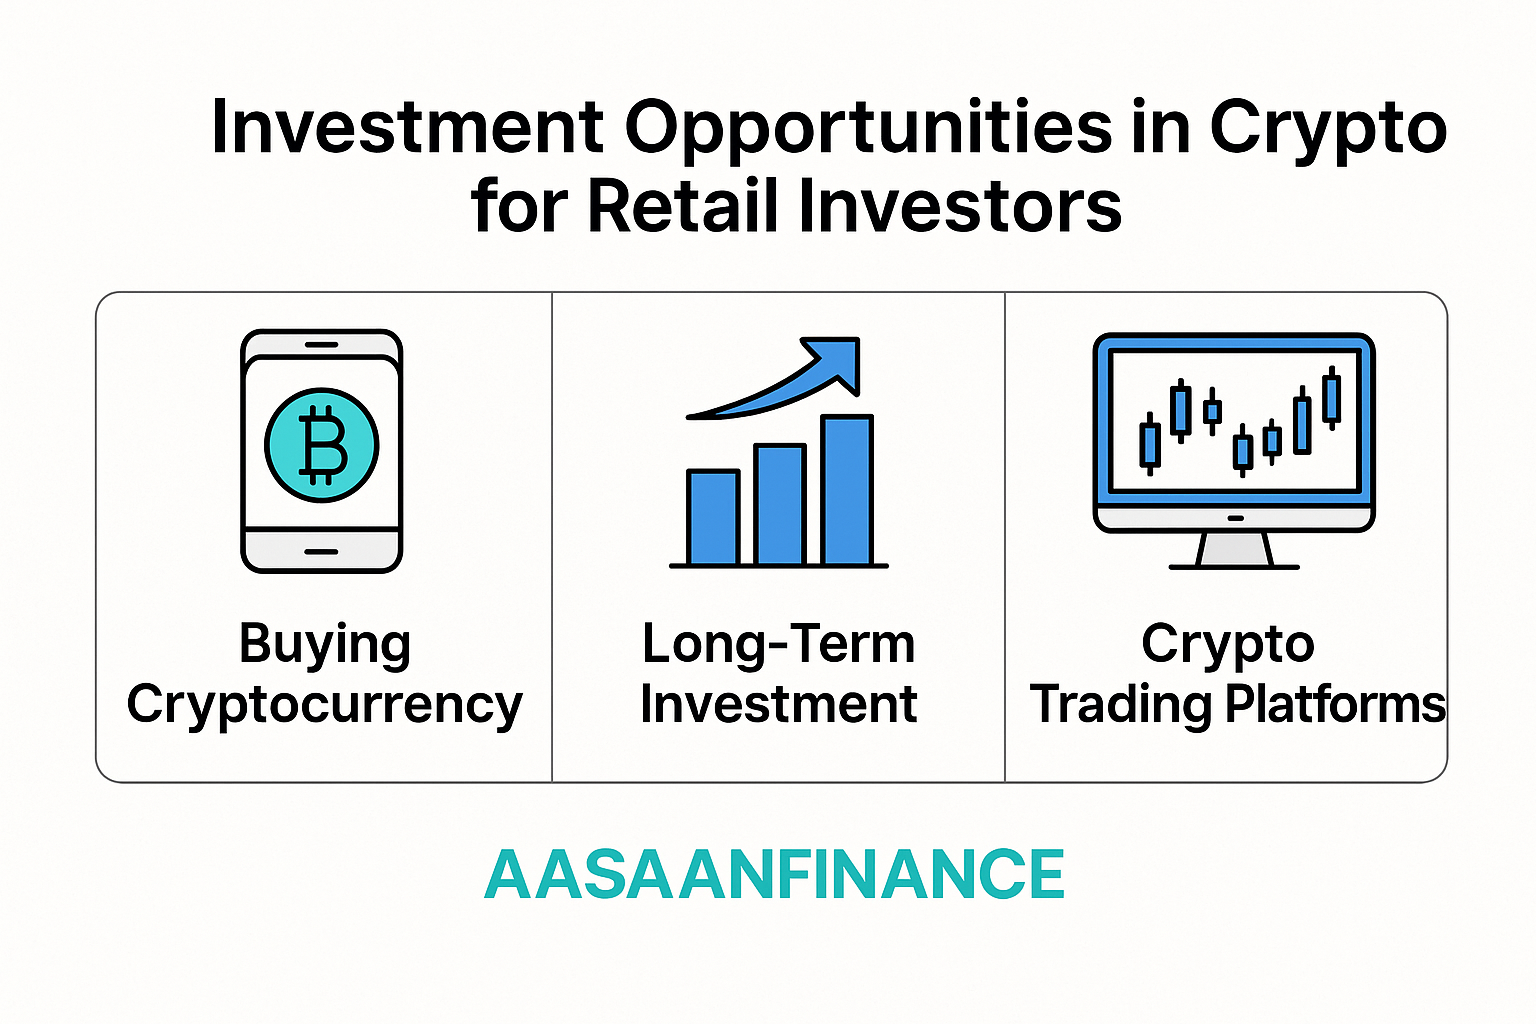 Investment Opportunities in Crypto
for Retail Investors
Buying
Cryptocurrency
Long-Term
Investment
Crypto
Trading Platforms
AASAANFINANCE